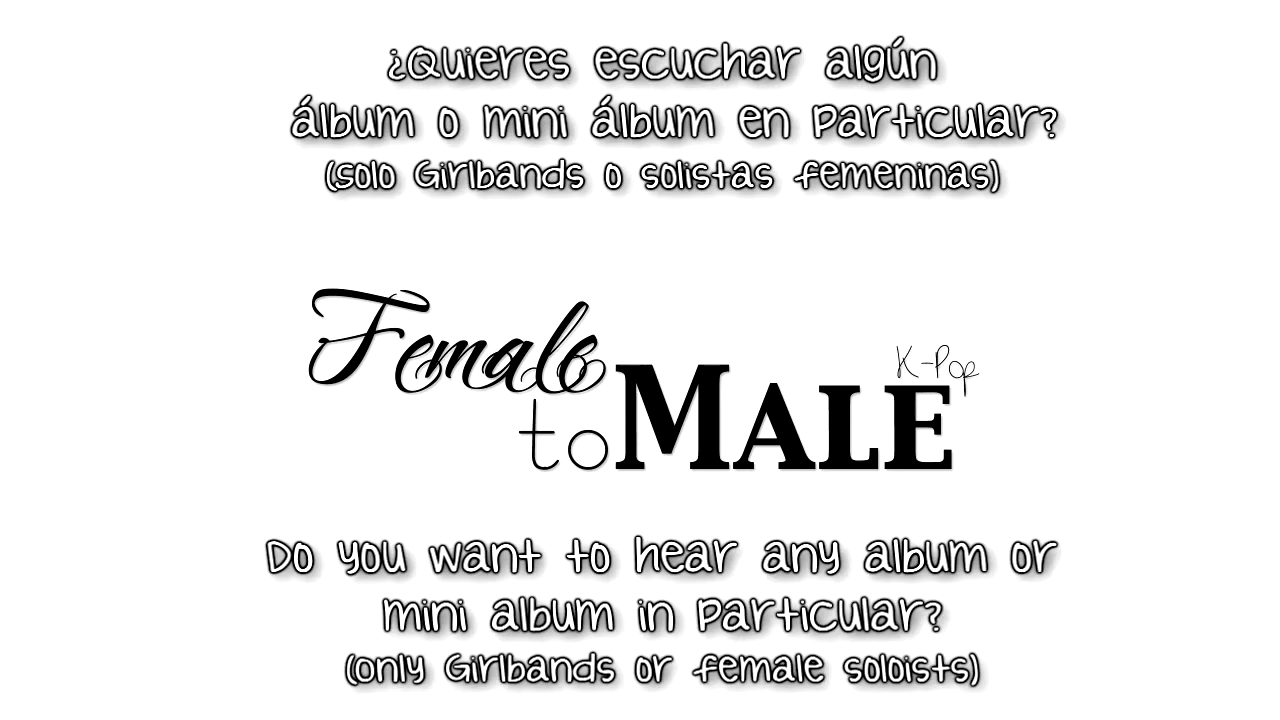 ¿Quieres escuchar algún
álbum o mini álbum en particular?
(solo Girlbands o solistas femeninas)
Female
to MALE
K-Pop
Do you want to hear any album or
mini album in particular?
(only Girlbands or female soloists)